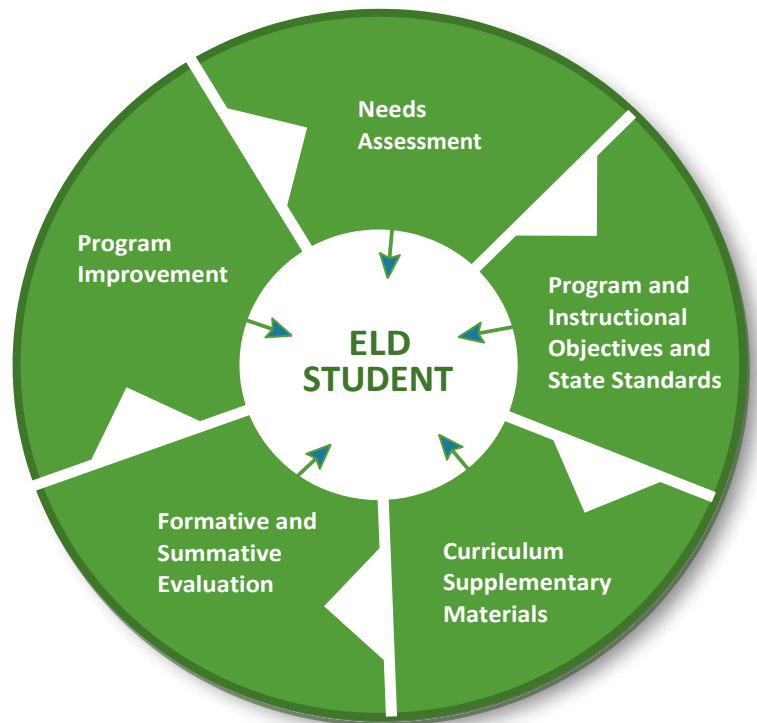 Needs
Assessment
Program and
Instructional
Objectives and
State Standards
Curriculum
Supplementary
Materials
Formative and
Summative
Evaluation
Program
Improvement
ELD
STUDENT